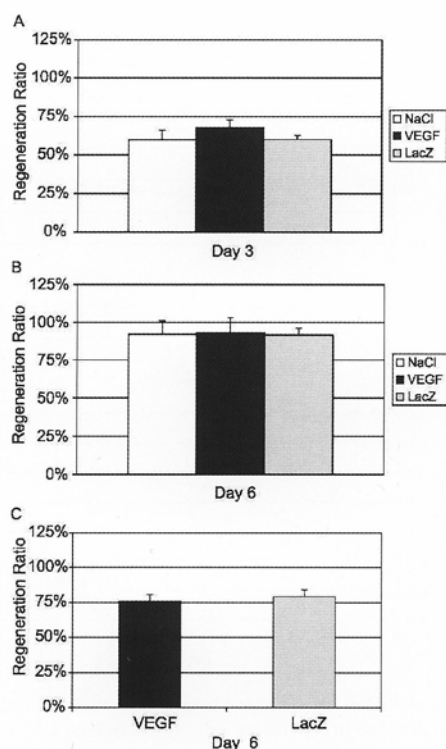 A
125%
100%
75%
50%
25%
0%
Regeneration Ratio
Day 3
NaCl
VEGF
LacZ
B
125%
100%
75%
50%
25%
0%
Regeneration Ratio
Day 6
NaCl
VEGF
LacZ
C
125%
100%
75%
50%
25%
0%
Regeneration Ratio
VEGF LacZ
Day 6